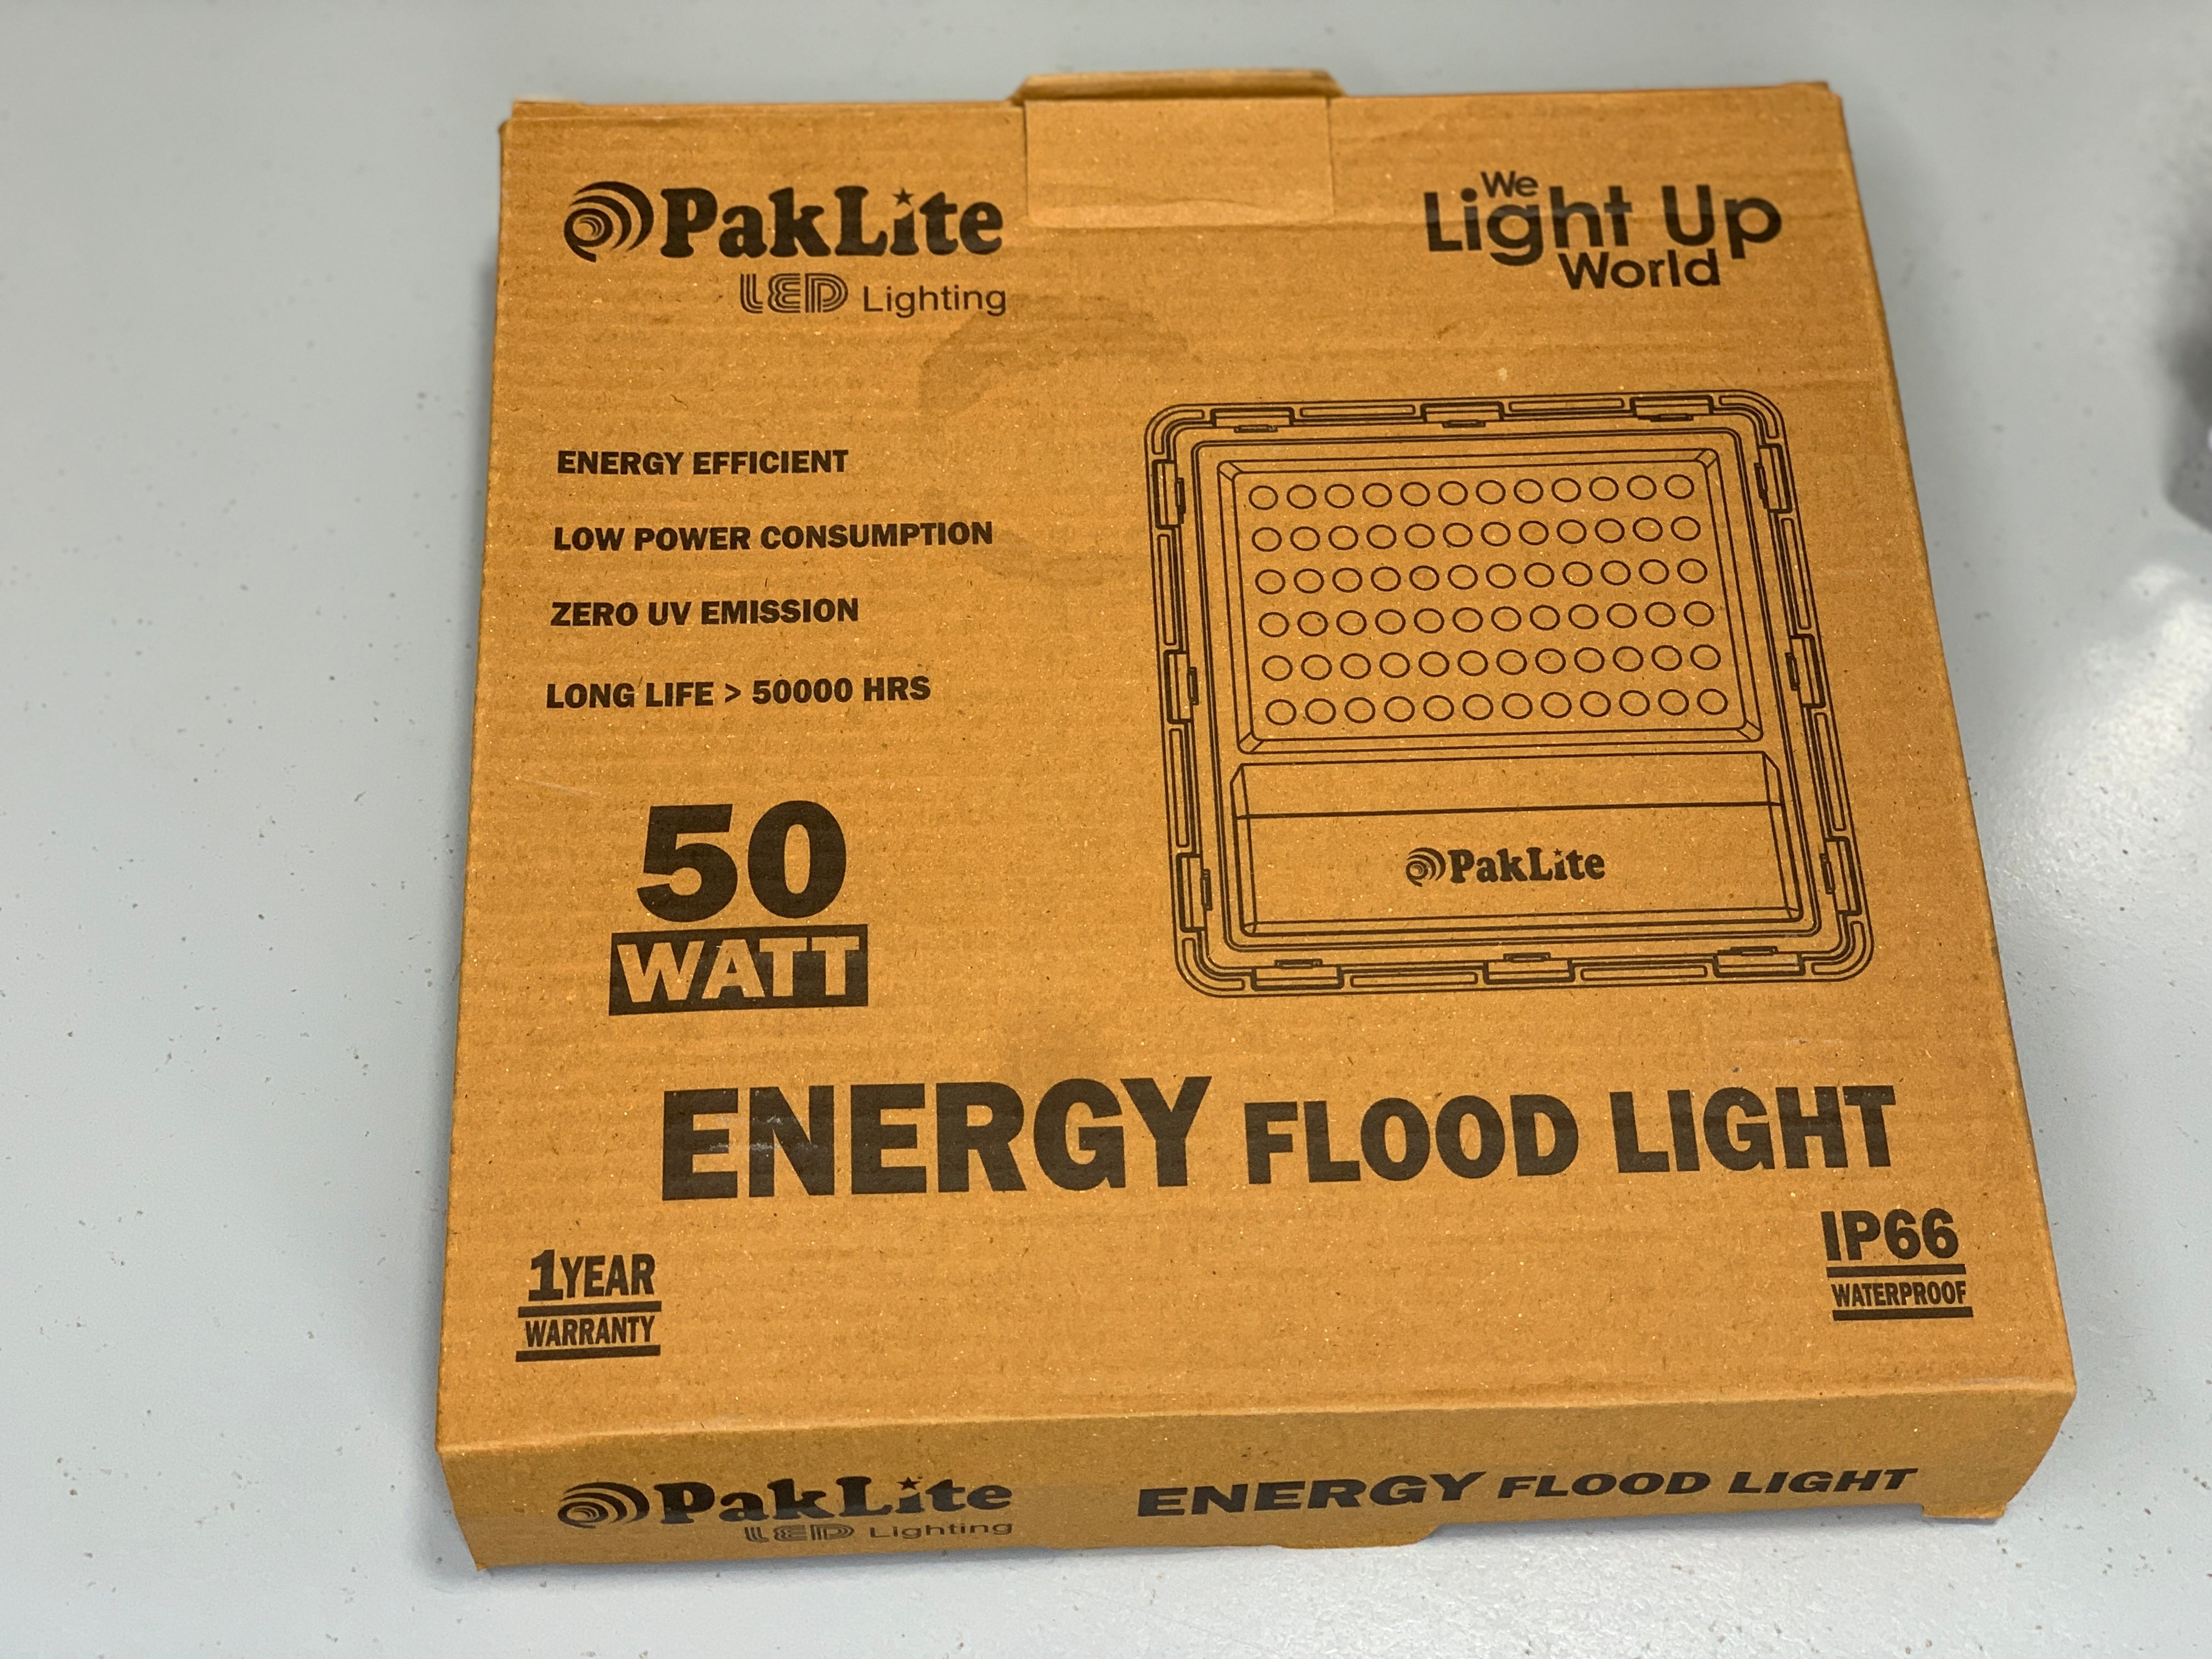 PakLite
LED Lighting
We
Light Up
World
ENERGY EFFICIENT
LOW POWER CONSUMPTION
ZERO UV EMISSION
LONG LIFE > 50000 HRS
50
WATT
PakLite
ENERGY FLOOD LIGHT
1YEAR
WARRANTY
IP66
WATERPROOF
PakLite
LED Lighting
ENERGY FLOOD LIGHT